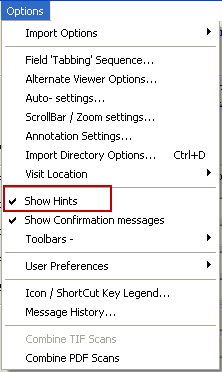 Options
Import Options
Field 'Tabbing' Sequence...
Alternate Viewer Options...
Auto- settings...
ScrollBar / Zoom settings...
Annotation Settings...
Import Directory Options... Ctrl+D
Visit Location
Show Hints
Show Confirmation messages
Toolbars -
User Preferences
Icon / ShortCut Key Legend...
Message History...
Combine TIF Scans
Combine PDF Scans